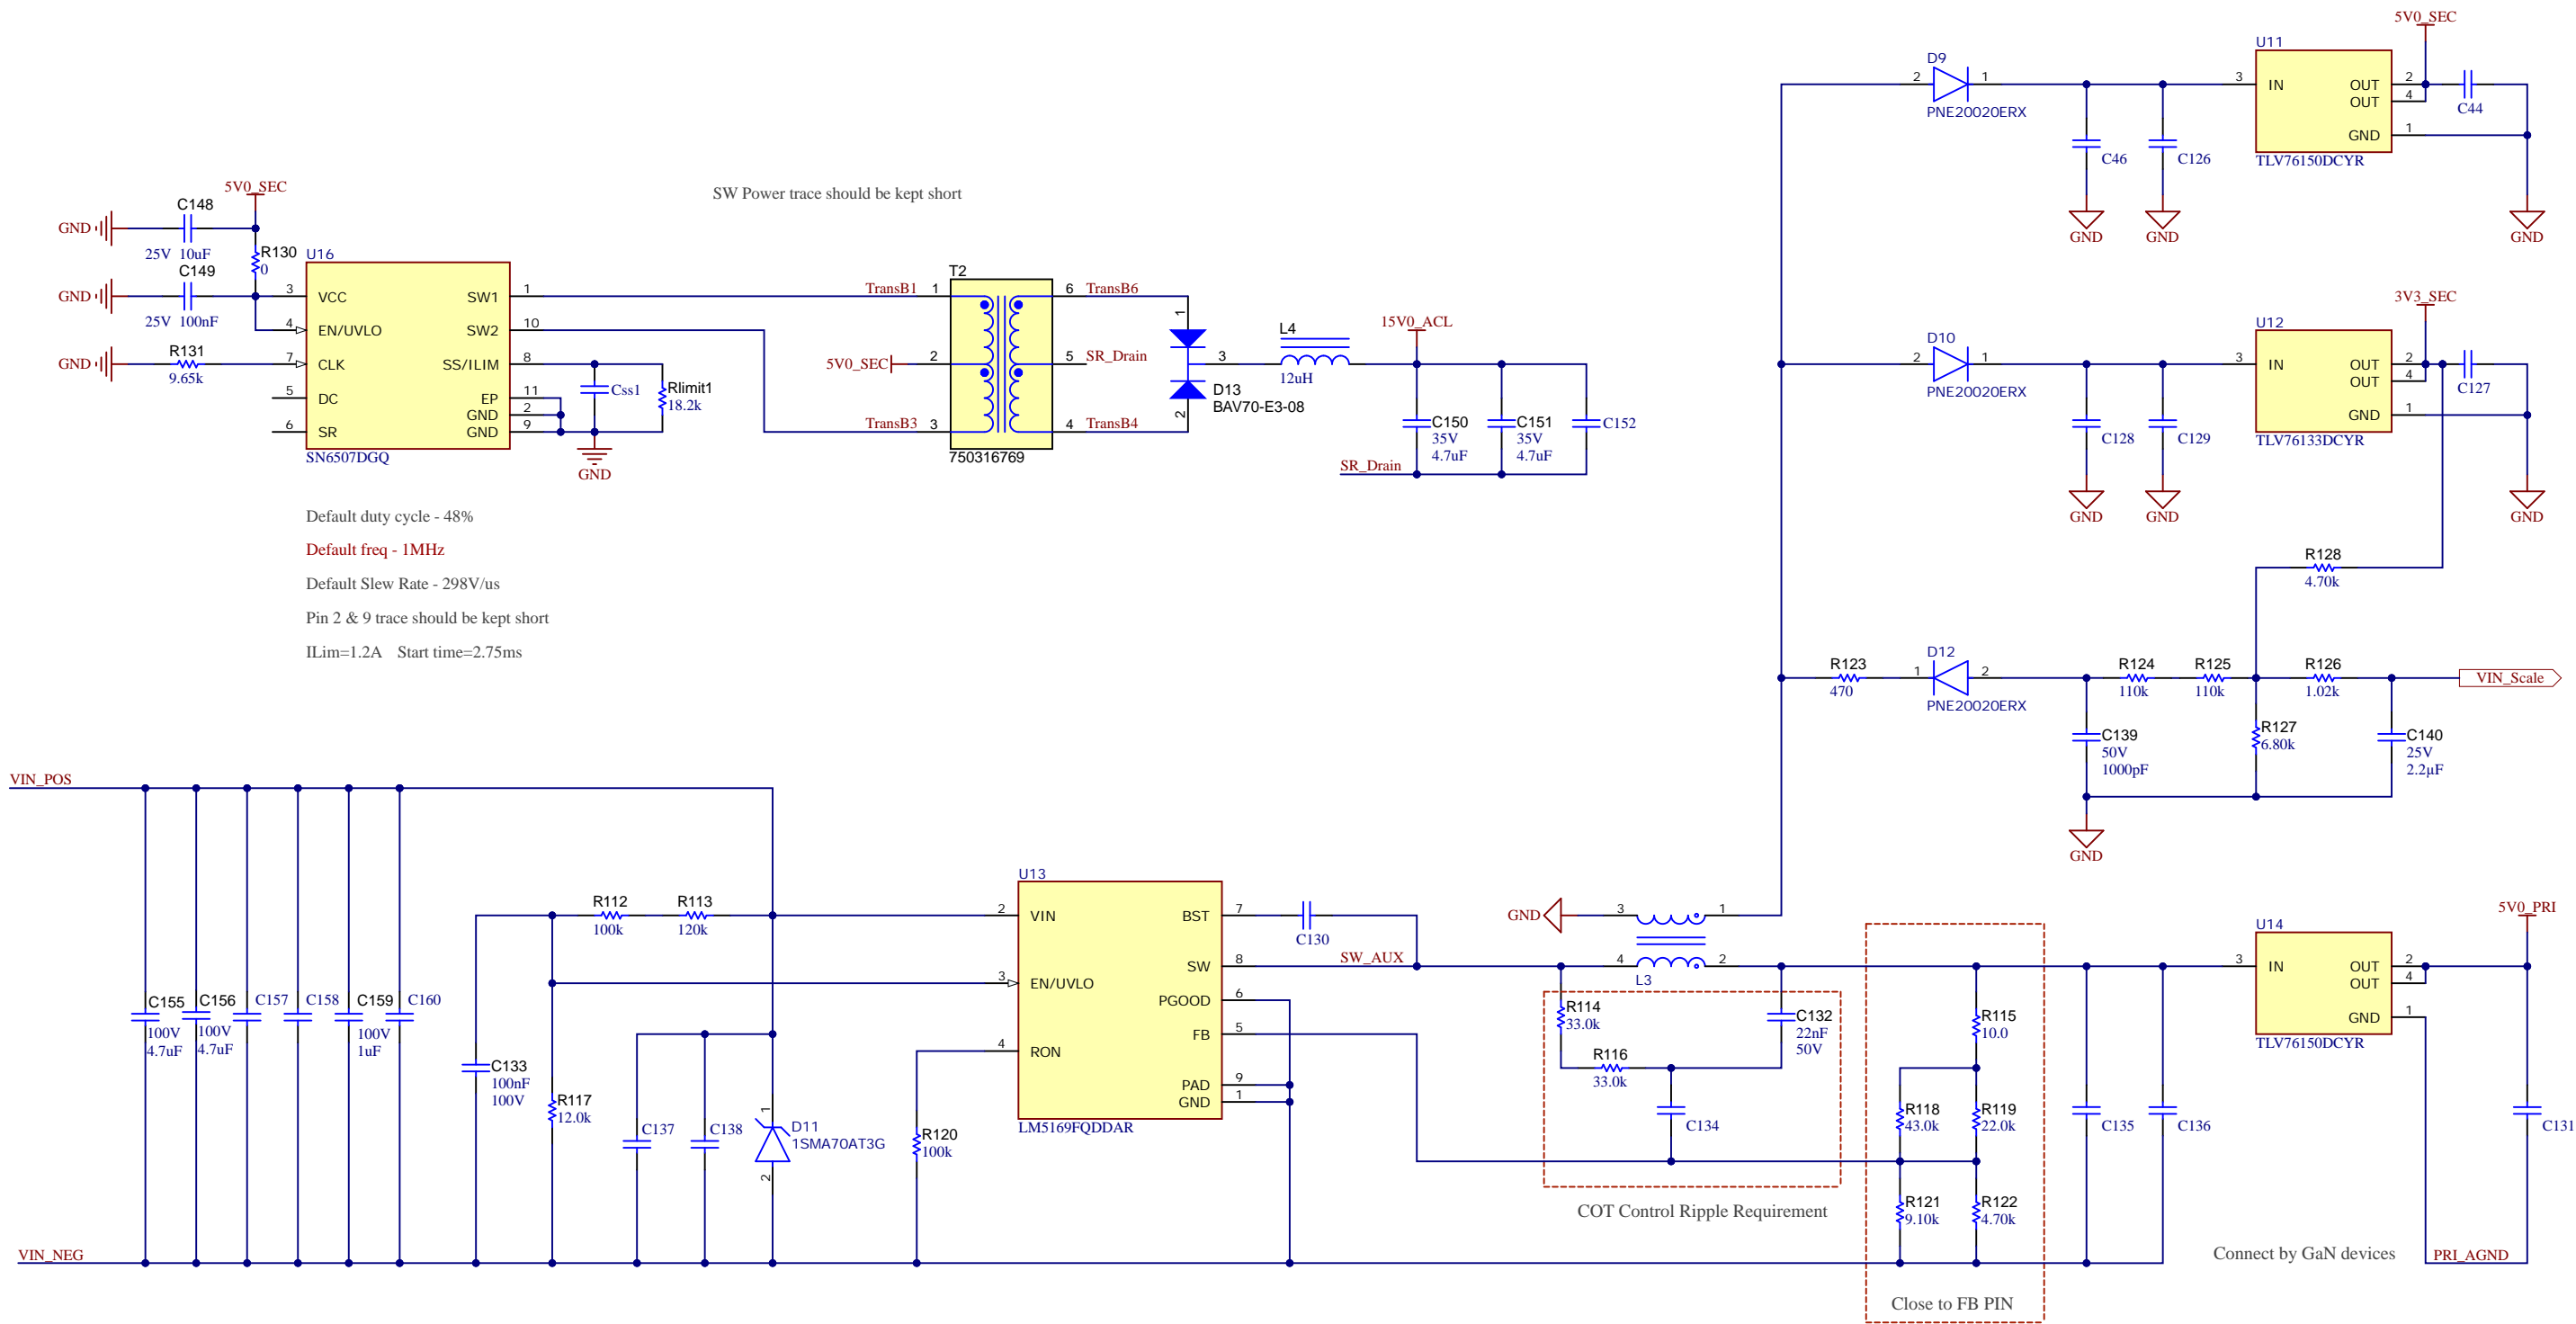 5V0_SEC
U11
D9
2
1
3
IN
OUT
2
OUT
4
PNE20020ERX
C44
GND
1
C46
C126
TLV76150DCYR
GND
GND
GND
SW Power trace should be kept short
5V0_SEC
C148
GND
25V 10uF
R130
0
C149
GND
25V 100nF
R131
GND
9.65k
U16
3
VCC
4
EN/UVLO
7
CLK
5
DC
6
SR
SW1
1
SW2
10
SS/ILIM
8
EP
11
GND
2
GND
9
SN6507DGQ
Css1
Rlimit1
18.2k
GND
T2
TransB1
1
5V0_SEC
2
TransB3
3
6
TransB6
5
SR_Drain
4
TransB4
750316769
1
3
2
D13
BAV70-E3-08
L4
12uH
15V0_ACL
C150
35V
4.7uF
C151
35V
4.7uF
C152
SR_Drain
3V3_SEC
U12
D10
2
1
PNE20020ERX
3
IN
OUT
2
OUT
4
GND
1
C127
C128
C129
TLV76133DCYR
GND
GND
GND
Default duty cycle - 48%
Default freq - 1MHz
Default Slew Rate - 298V/us
Pin 2 & 9 trace should be kept short
ILim=1.2A Start time=2.75ms
R128
4.70k
R123
470
D12
1
2
PNE20020ERX
R124
110k
R125
110k
R126
1.02k
VIN_Scale
C139
50V
1000pF
R127
6.80k
C140
25V
2.2µF
GND
VIN_POS
C155
100V
4.7uF
C156
100V
4.7uF
C157
C158
C159
100V
1uF
C160
R112
100k
R113
120k
C133
100nF
100V
R117
12.0k
C137
C138
1
2
D11
1SMA70AT3G
R120
100k
U13
2
VIN
3
EN/UVLO
4
RON
BST
7
SW
8
PGOOD
6
FB
5
PAD
9
GND
1
LM5169FQDDAR
C130
SW_AUX
GND
3
1
4
2
L3
R114
33.0k
R116
33.0k
C132
22nF
50V
C134
COT Control Ripple Requirement
R115
10.0
R118
43.0k
R119
22.0k
R121
9.10k
R122
4.70k
Close to FB PIN
C135
C136
U14
3
IN
OUT
2
OUT
4
GND
1
TLV76150DCYR
5V0_PRI
C131
Connect by GaN devices
PRI_AGND
VIN_NEG